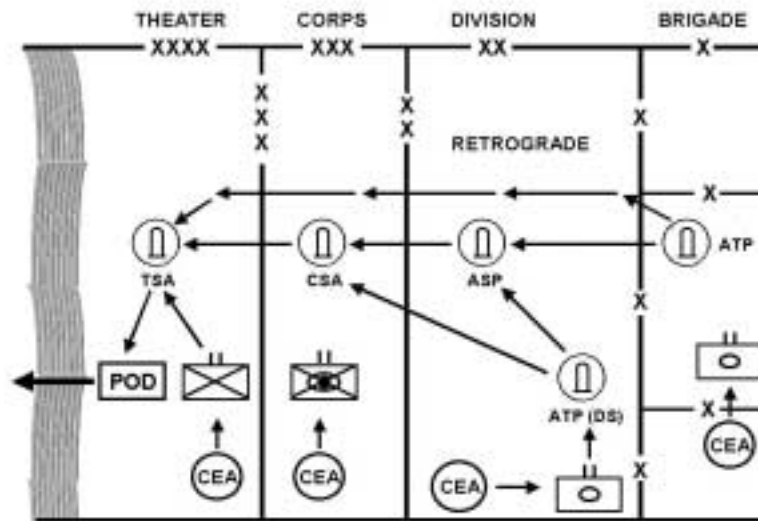 THEATER CORPS DIVISION BRIGADE
XXXX XXX XX X
X X
X X X
X
RETROGRADE
X
ATP
TSA CSA ASP
X
POD
ATP (DS)
X
CEA
CEA CEA CEA
X